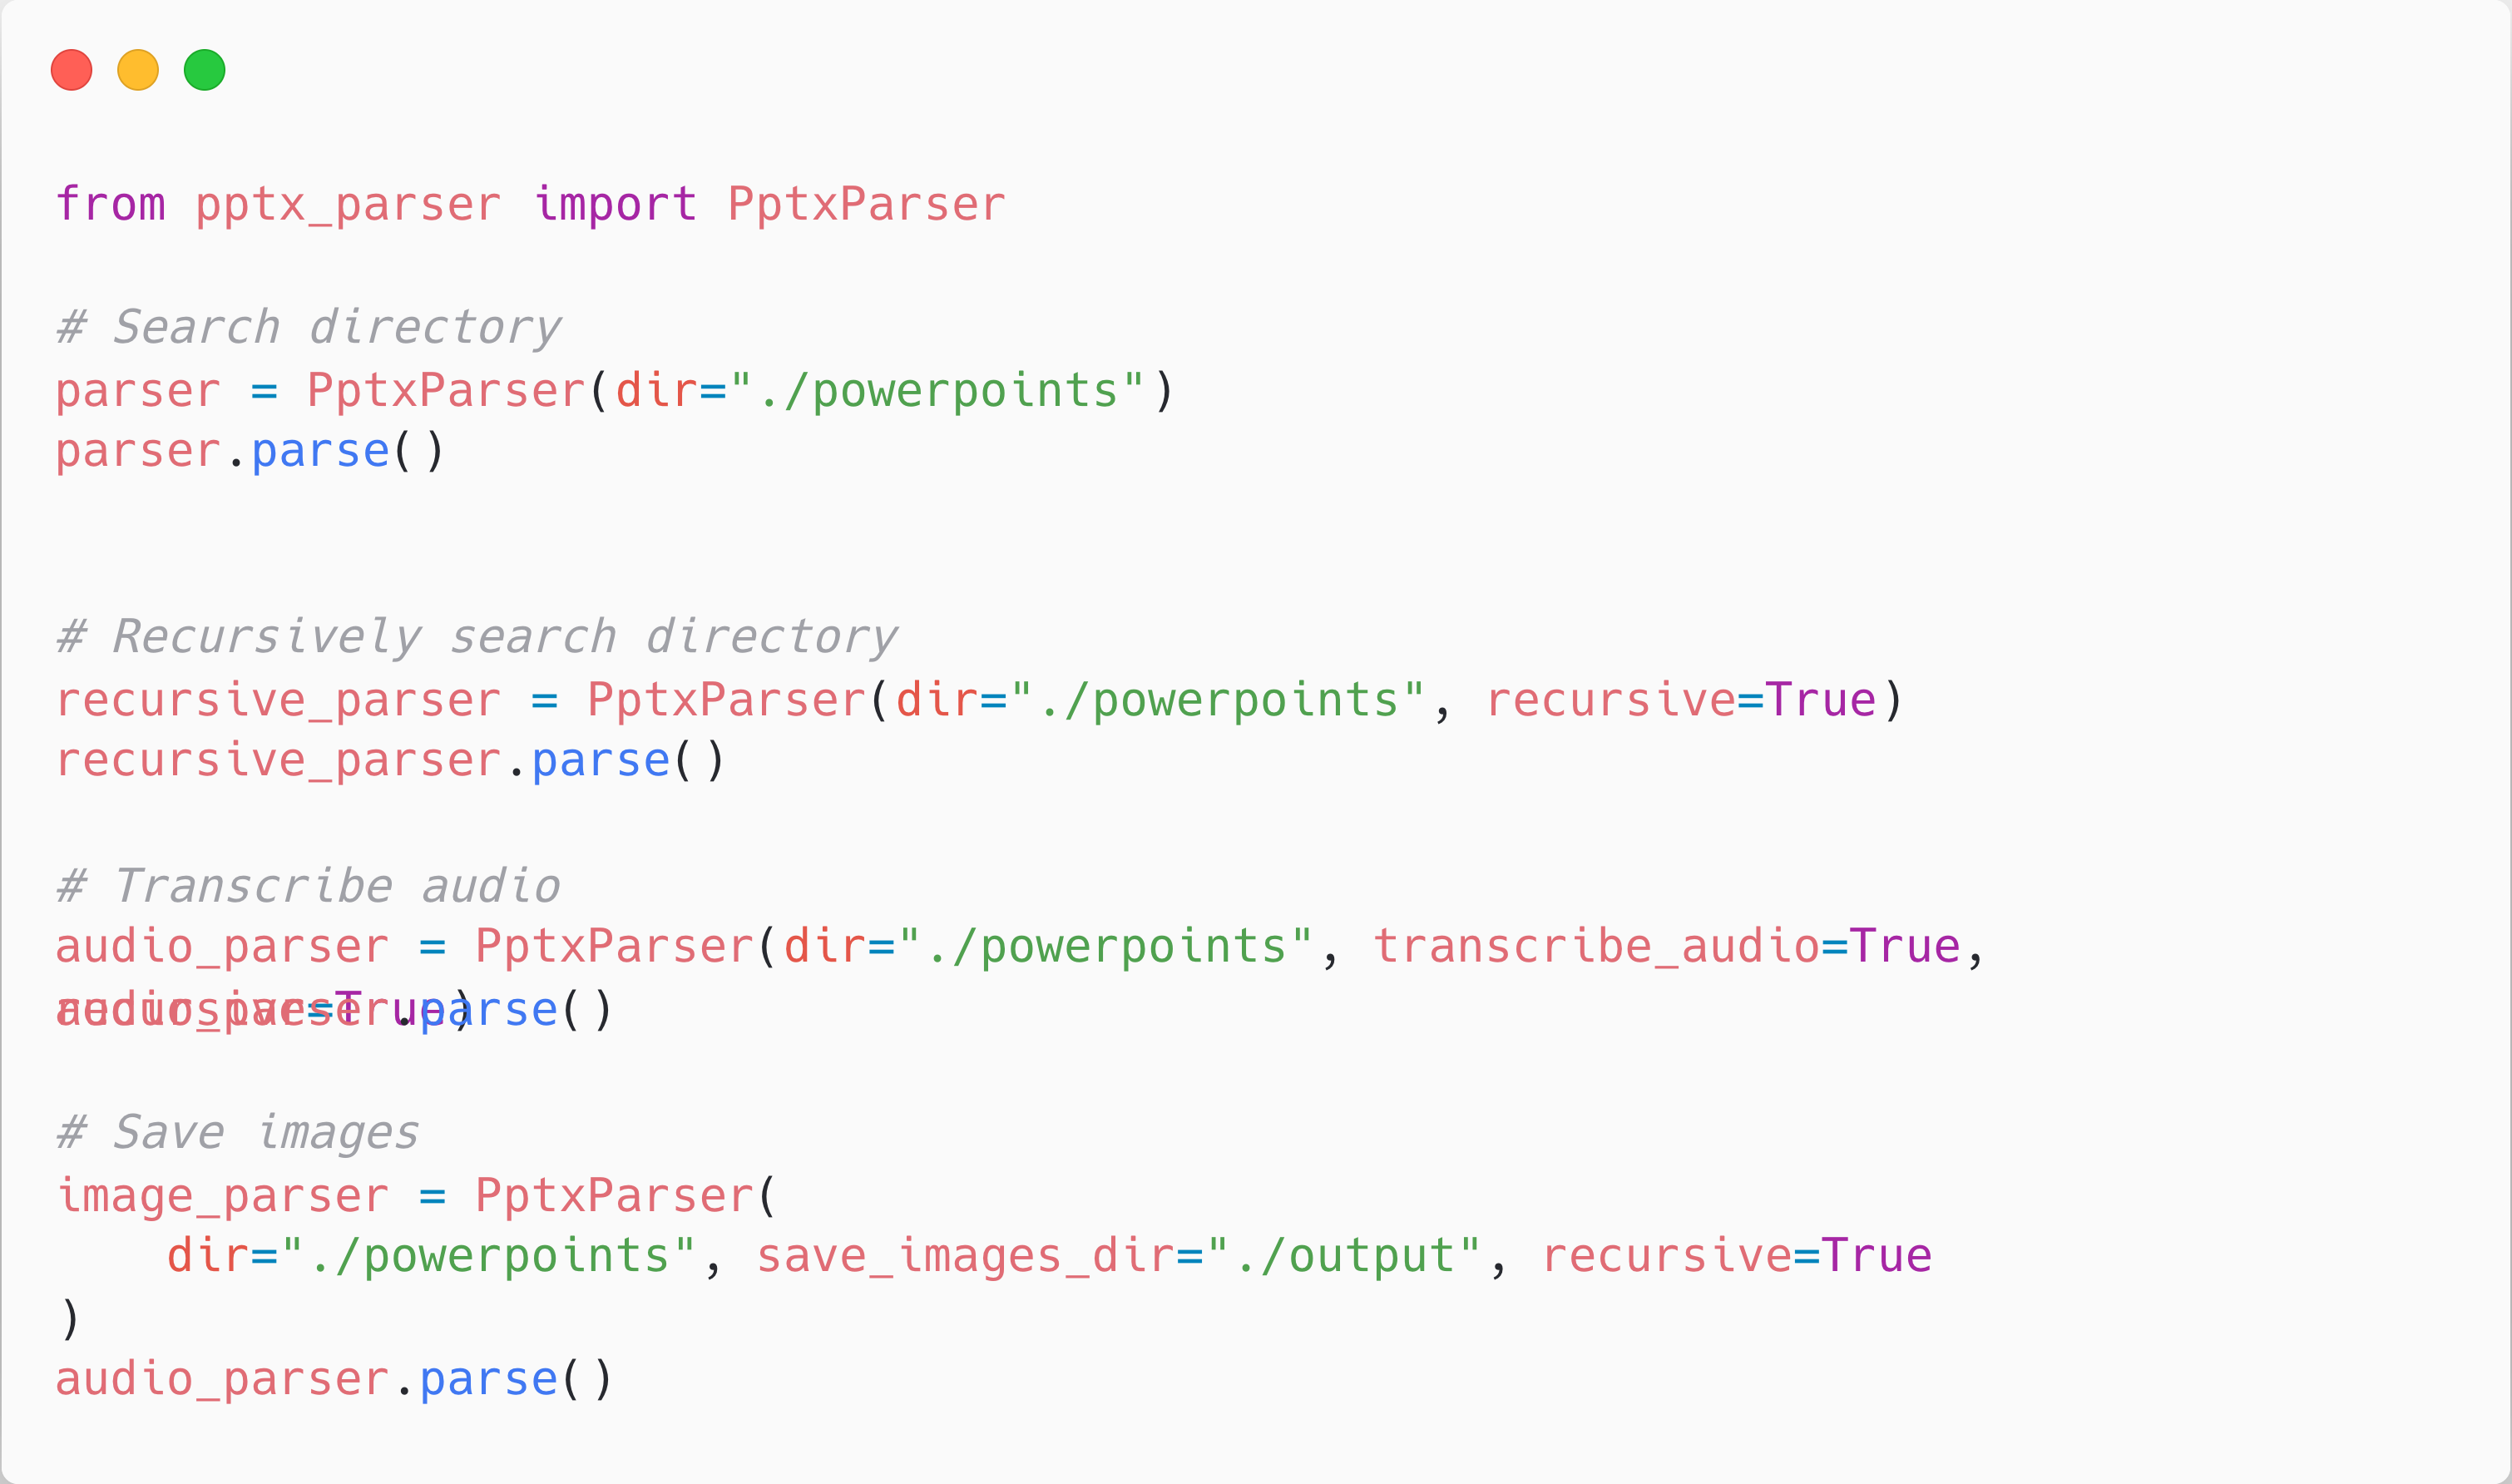 from pptx_parser import PptxParser
# Search directory
parser = PptxParser(dir="./powerpoints")
parser.parse()
# Recursively search directory
recursive_parser = PptxParser(dir="./powerpoints", recursive=True)
recursive_parser.parse()
# Transcribe audio
audio_parser = PptxParser(dir="./powerpoints", transcribe_audio=True,
recursive=True)
audio_parser.parse()
# Save images
image_parser = PptxParser(
    dir="./powerpoints", save_images_dir="./output", recursive=True
)
audio_parser.parse()